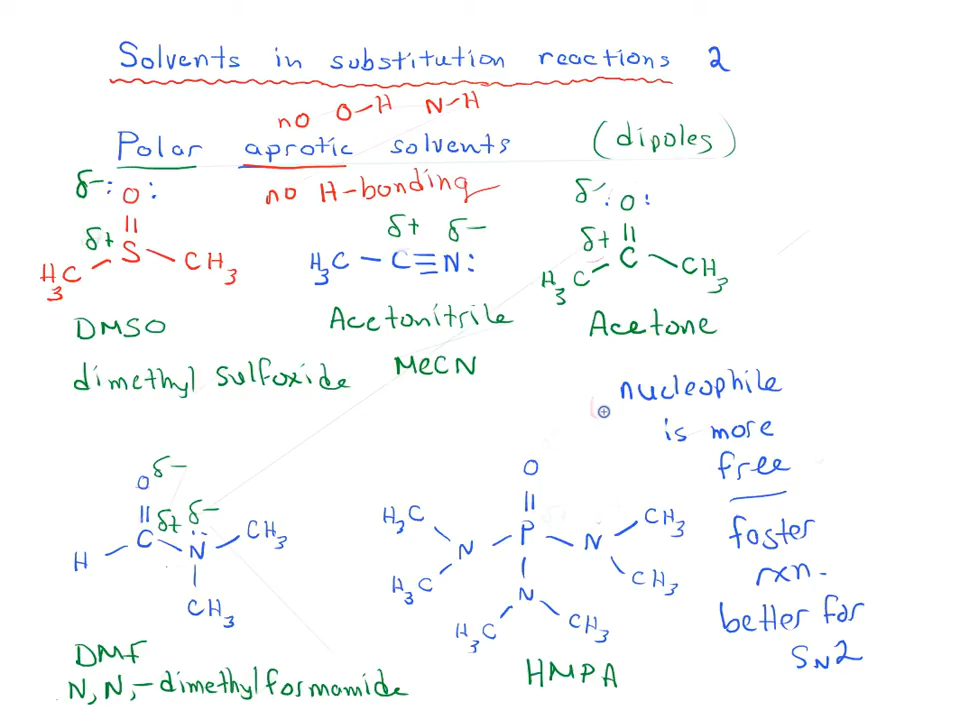 Solvents in substitution reactions 2
no O-H N-H
Polar aprotic solvents (dipoles)
no H-bonding
δ- :O: δ+ S H3C CH3
δ+ δ- H3C-C≡N:
δ- :O: δ+ C H3C CH3
DMSO
dimethyl sulfoxide
Acetonitrile
MeCN
Acetone
nucleophile
is more
free
foster
rxn-
better for
SN2
O δ- δ+ δ- H C N CH3
CH3
DMF
N,N,-dimethylformamide
O
H3C N P N CH3
H3C CH3
N
H3C CH3
HMPA